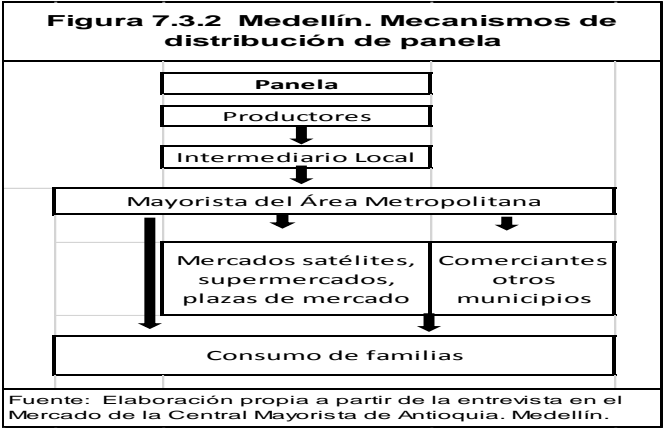 Figura 7.3.2 Medellín. Mecanismos de
distribución de panela
Panela
Productores
Intermediario Local
Mayorista del Área Metropolitana
Mercados satélites,
supermercados,
plazas de mercado
Comerciantes
otros
municipios
Consumo de familias
Fuente: Elaboración propia a partir de la entrevista en el
Mercado de la Central Mayorista de Antioquia. Medellín.